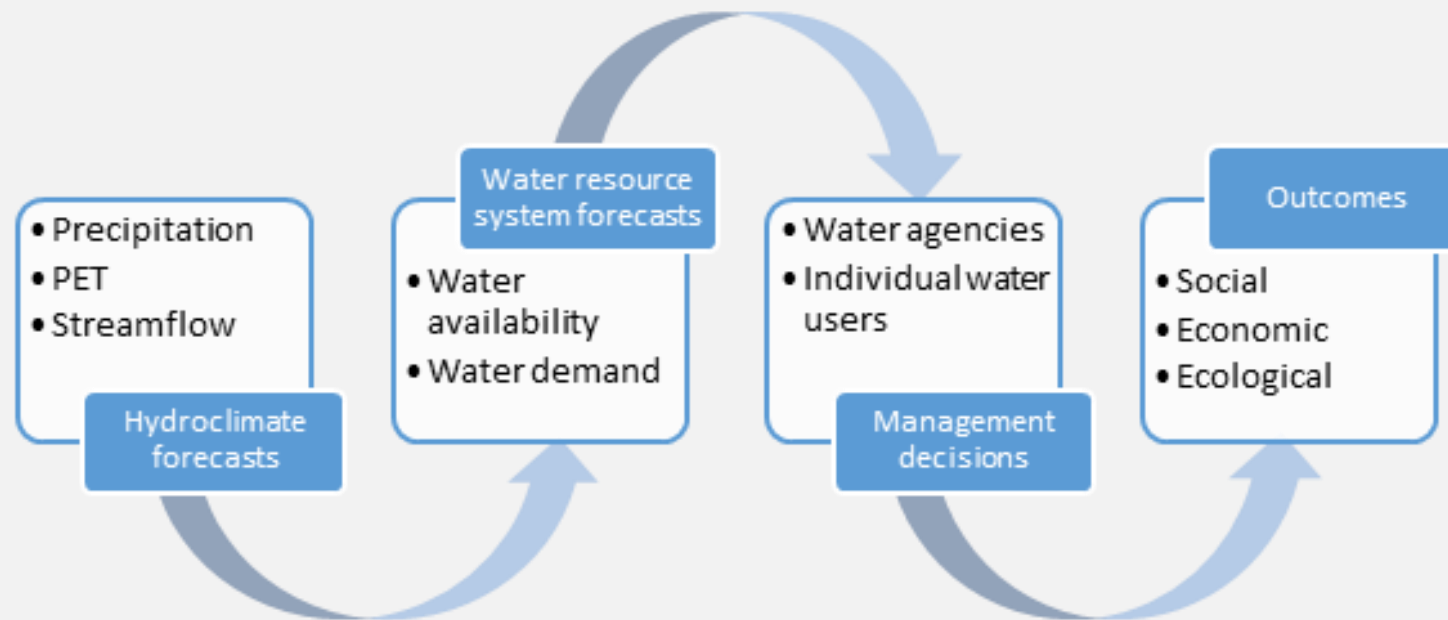 • Precipitation
• PET
• Streamflow
Hydroclimate
forecasts
Water resource
system forecasts
• Water
availability
• Water demand
• Water agencies
• Individual water
users
Management
decisions
Outcomes
• Social
• Economic
• Ecological